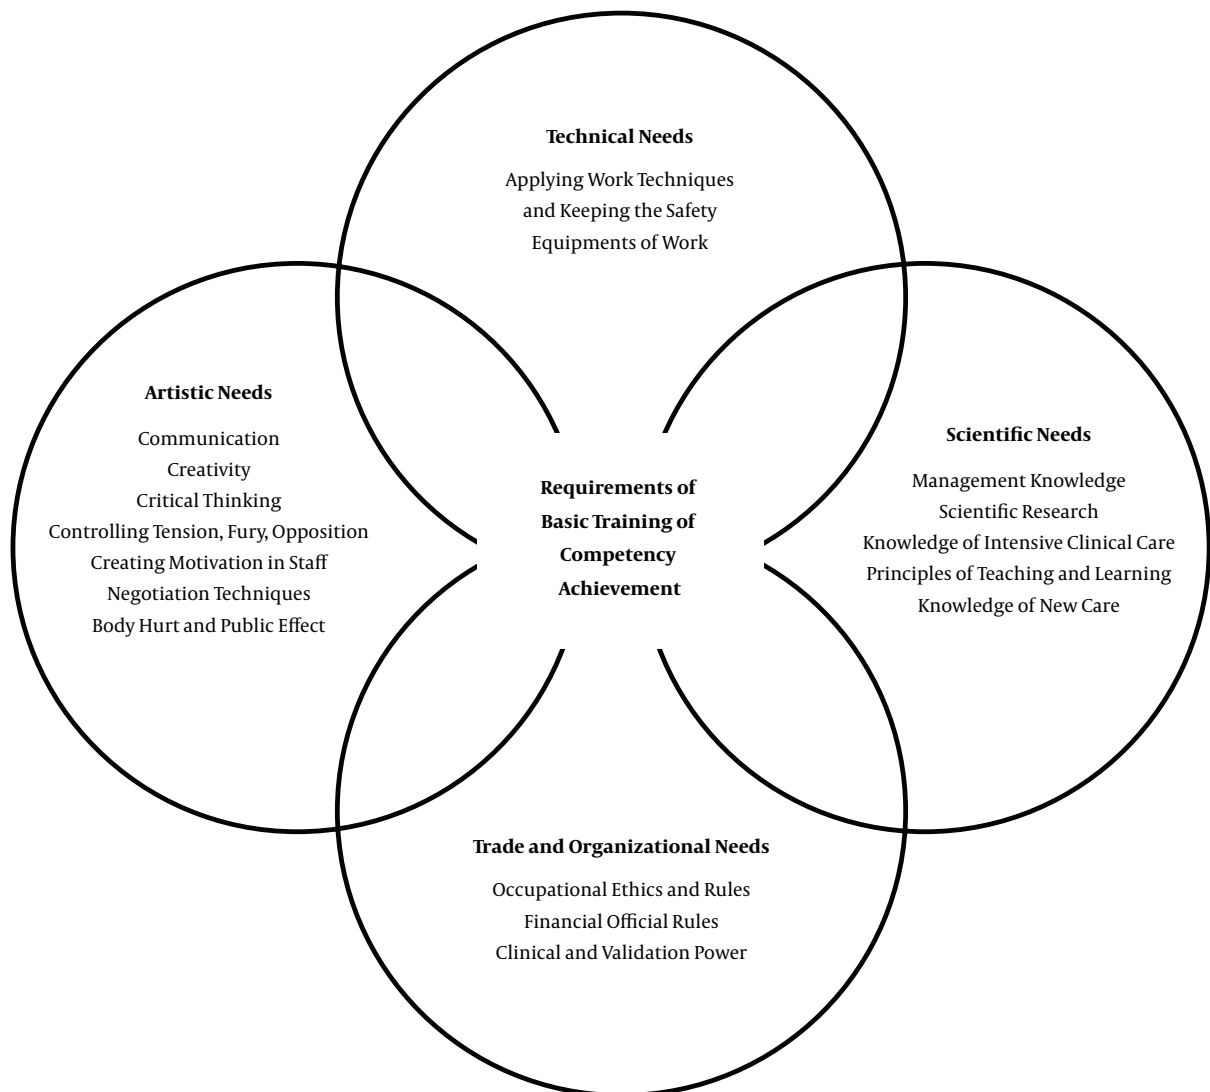 Technical Needs
Applying Work Techniques
and Keeping the Safety
Equipments of Work
Artistic Needs
Communication
Creativity
Critical Thinking
Controlling Tension, Fury, Opposition
Creating Motivation in Staff
Negotiation Techniques
Body Hurt and Public Effect
Requirements of
Basic Training of
Competency
Achievement
Scientific Needs
Management Knowledge
Scientific Research
Knowledge of Intensive Clinical Care
Principles of Teaching and Learning
Knowledge of New Care
Trade and Organizational Needs
Occupational Ethics and Rules
Financial Official Rules
Clinical and Validation Power